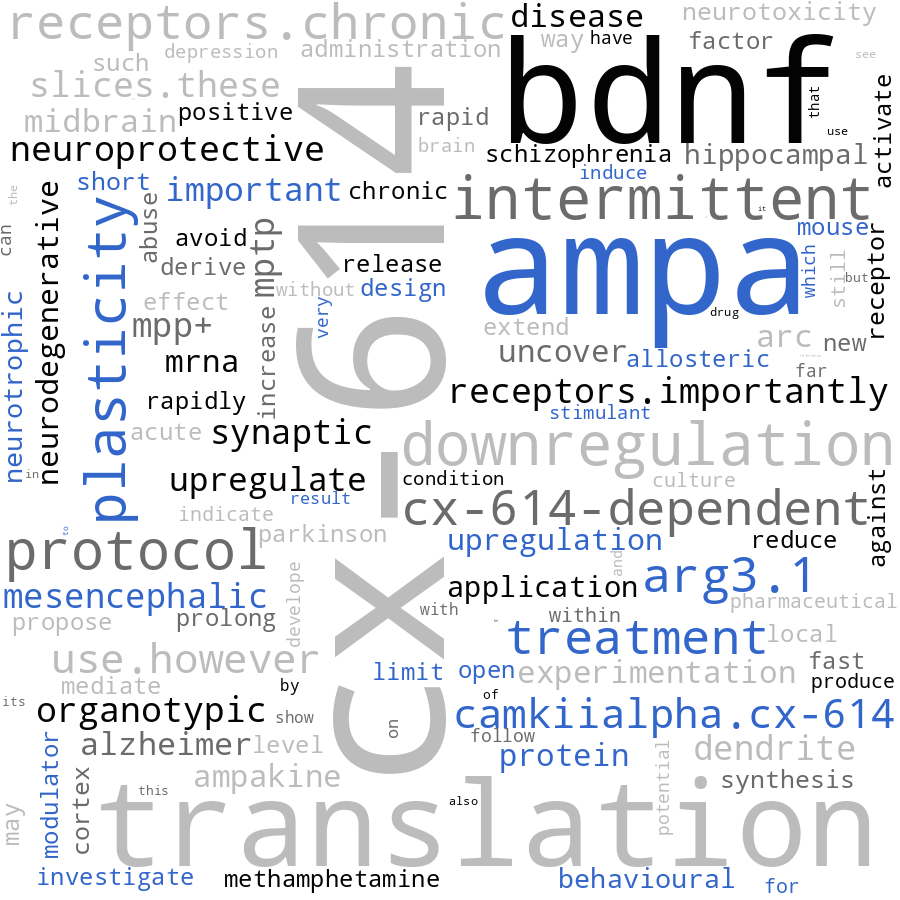 receptors.chronic
disease
neurotoxicity
such
depression
administration
way
have
factor
see
slices.these
bdnf
that
activate
midbrain
positive
rapid
use
neuroprotective
brain
schizophrenia
hippocampal
short
important
chronic
induce
intermittent
it
the
can
neurodegenerative
plasticity
abuse
avoid
derive
mptp
release
without
design
cx-614
ampa
mouse
which
still
but
receptor
neurotrophic
effect
mpp+
increase
very
drug
extend
arc
new
uncover
allosteric
far
mrna
rapidly
receptors.importantly
stimulant
acute
synaptic
downregulation
in
upregulate
result
condition
culture
cx-614-dependent
against
indicate
to
parkinson
protocol
upregulation
and
reduce
develope
mesencephalic
application
arg3.1
pharmaceutical
propose
prolong
with
within
treatment
local
use.however
limit
open
experimentation
fast
mediate
by
of
produce
its
organotypic
show
on
camkiialpha.cx-614
follow
alzheimer
level
protein
dendrite
modulator
cortex
ampakine
potential
synthesis
this
also
may
translation
investigate
methamphetamine
behavioural
for